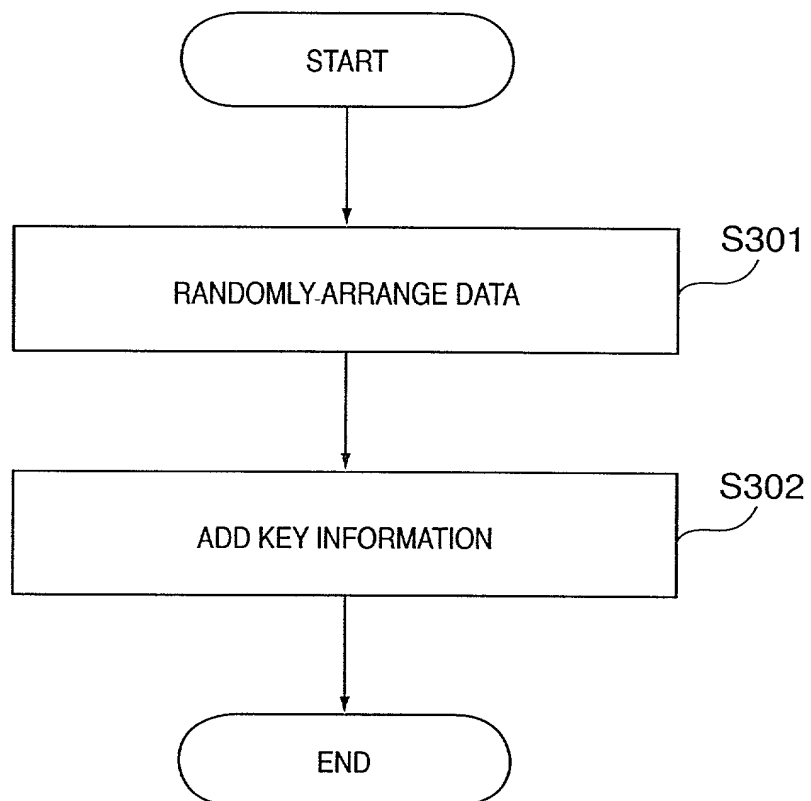 START
S301
RANDOMLY-ARRANGE DATA
S302
ADD KEY INFORMATION
END